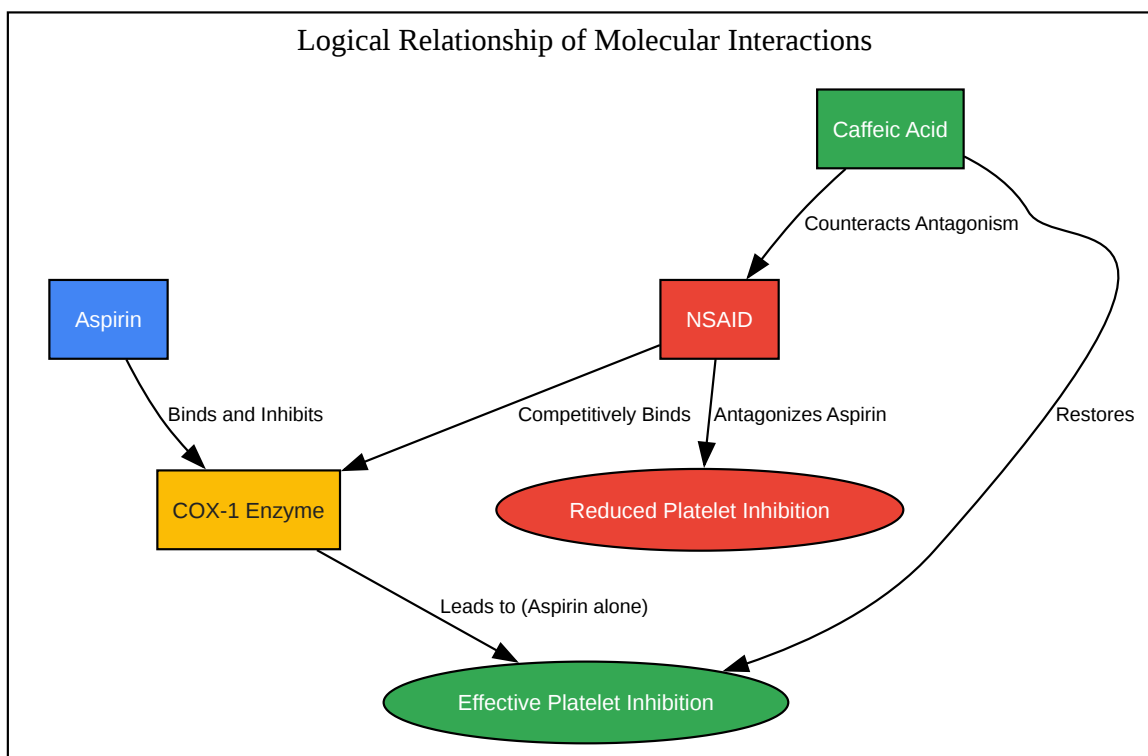 Logical Relationship of Molecular Interactions
Caffeic Acid
Counteracts Antagonism
Aspirin
NSAID
Binds and Inhibits
Competitively Binds
Antagonizes Aspirin
Restores
COX-1 Enzyme
Reduced Platelet Inhibition
Leads to (Aspirin alone)
Effective Platelet Inhibition